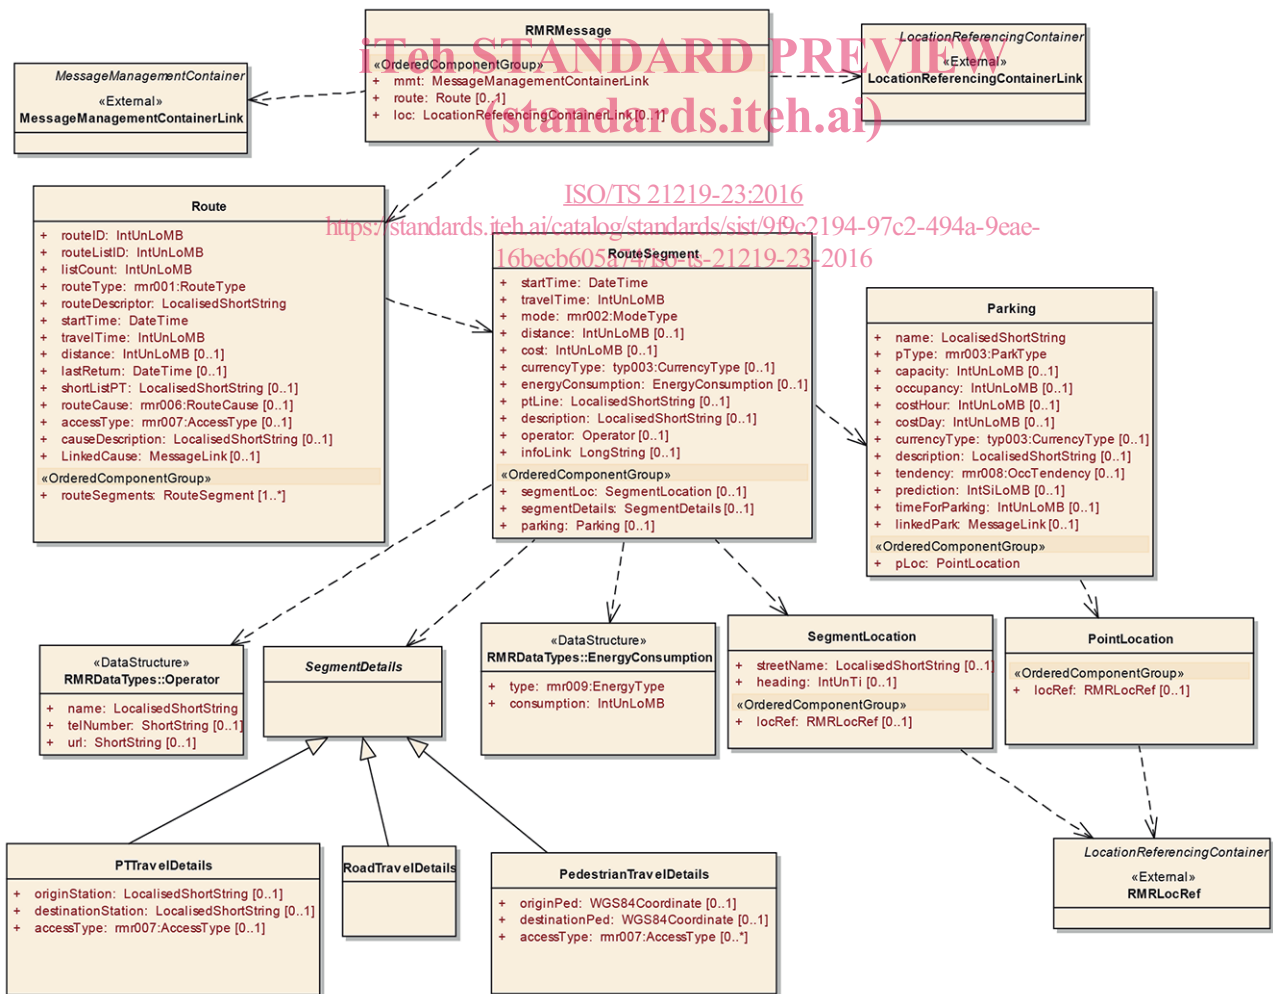 RMRMessage
«OrderedComponentGroup»
+ mmt: MessageManagementContainerLink
+ route: Route [0..1]
+ loc: LocationReferencingContainerLink [0..1]
LocationReferencingContainer
«External»
LocationReferencingContainerLink
MessageManagementContainer
«External»
MessageManagementContainerLink
iTeh STANDARD PREVIEW
(standards.iteh.ai)
ISO/TS 21219-23:2016
https://standards.iteh.ai/catalog/standards/sist/9f9c2194-97c2-494a-9eae-
16becb605a74/iso-ts-21219-23-2016
Route
+ routeID: IntUnLoMB
+ routeListID: IntUnLoMB
+ listCount: IntUnLoMB
+ routeType: rmr001:RouteType
+ routeDescriptor: LocalisedShortString
+ startTime: DateTime
+ travelTime: IntUnLoMB
+ distance: IntUnLoMB [0..1]
+ lastReturn: DateTime [0..1]
+ shortListPT: LocalisedShortString [0..1]
+ routeCause: rmr006:RouteCause [0..1]
+ accessType: rmr007:AccessType [0..1]
+ causeDescription: LocalisedShortString [0..1]
+ LinkedCause: MessageLink [0..1]
«OrderedComponentGroup»
+ routeSegments: RouteSegment [1..*]
RouteSegment
+ startTime: DateTime
+ travelTime: IntUnLoMB
+ mode: rmr002:ModeType
+ distance: IntUnLoMB [0..1]
+ cost: IntUnLoMB [0..1]
+ currencyType: typ003:CurrencyType [0..1]
+ energyConsumption: EnergyConsumption [0..1]
+ ptLine: LocalisedShortString [0..1]
+ description: LocalisedShortString [0..1]
+ operator: Operator [0..1]
+ infoLink: LongString [0..1]
«OrderedComponentGroup»
+ segmentLoc: SegmentLocation [0..1]
+ segmentDetails: SegmentDetails [0..1]
+ parking: Parking [0..1]
Parking
+ name: LocalisedShortString
+ pType: rmr003:ParkType
+ capacity: IntUnLoMB [0..1]
+ occupancy: IntUnLoMB [0..1]
+ costHour: IntUnLoMB [0..1]
+ costDay: IntUnLoMB [0..1]
+ currencyType: typ003:CurrencyType [0..1]
+ description: LocalisedShortString [0..1]
+ tendency: rmr008:OccTendency [0..1]
+ prediction: IntSiLoMB [0..1]
+ timeForParking: IntUnLoMB [0..1]
+ linkedPark: MessageLink [0..1]
«OrderedComponentGroup»
+ pLoc: PointLocation
«DataStructure»
RMRDataTypes::Operator
+ name: LocalisedShortString
+ telNumber: ShortString [0..1]
+ url: ShortString [0..1]
SegmentDetails
«DataStructure»
RMRDataTypes::EnergyConsumption
+ type: rmr009:EnergyType
+ consumption: IntUnLoMB
SegmentLocation
+ streetName: LocalisedShortString [0..1]
+ heading: IntUnTi [0..1]
«OrderedComponentGroup»
+ locRef: RMRLocRef [0..1]
PointLocation
«OrderedComponentGroup»
+ locRef: RMRLocRef [0..1]
PTTravelDetails
+ originStation: LocalisedShortString [0..1]
+ destinationStation: LocalisedShortString [0..1]
+ accessType: rmr007:AccessType [0..1]
RoadTravelDetails
PedestrianTravelDetails
+ originPed: WGS84Coordinate [0..1]
+ destinationPed: WGS84Coordinate [0..1]
+ accessType: rmr007:AccessType [0..*]
LocationReferencingContainer
«External»
RMRLocRef